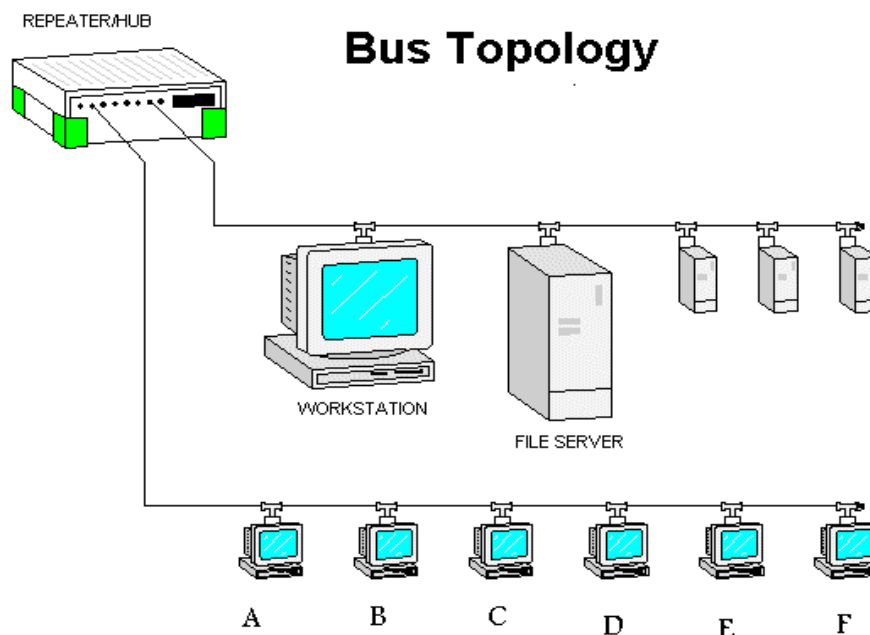 REPEATER/HUB
Bus Topology
WORKSTATION
FILE SERVER
A B C D E F